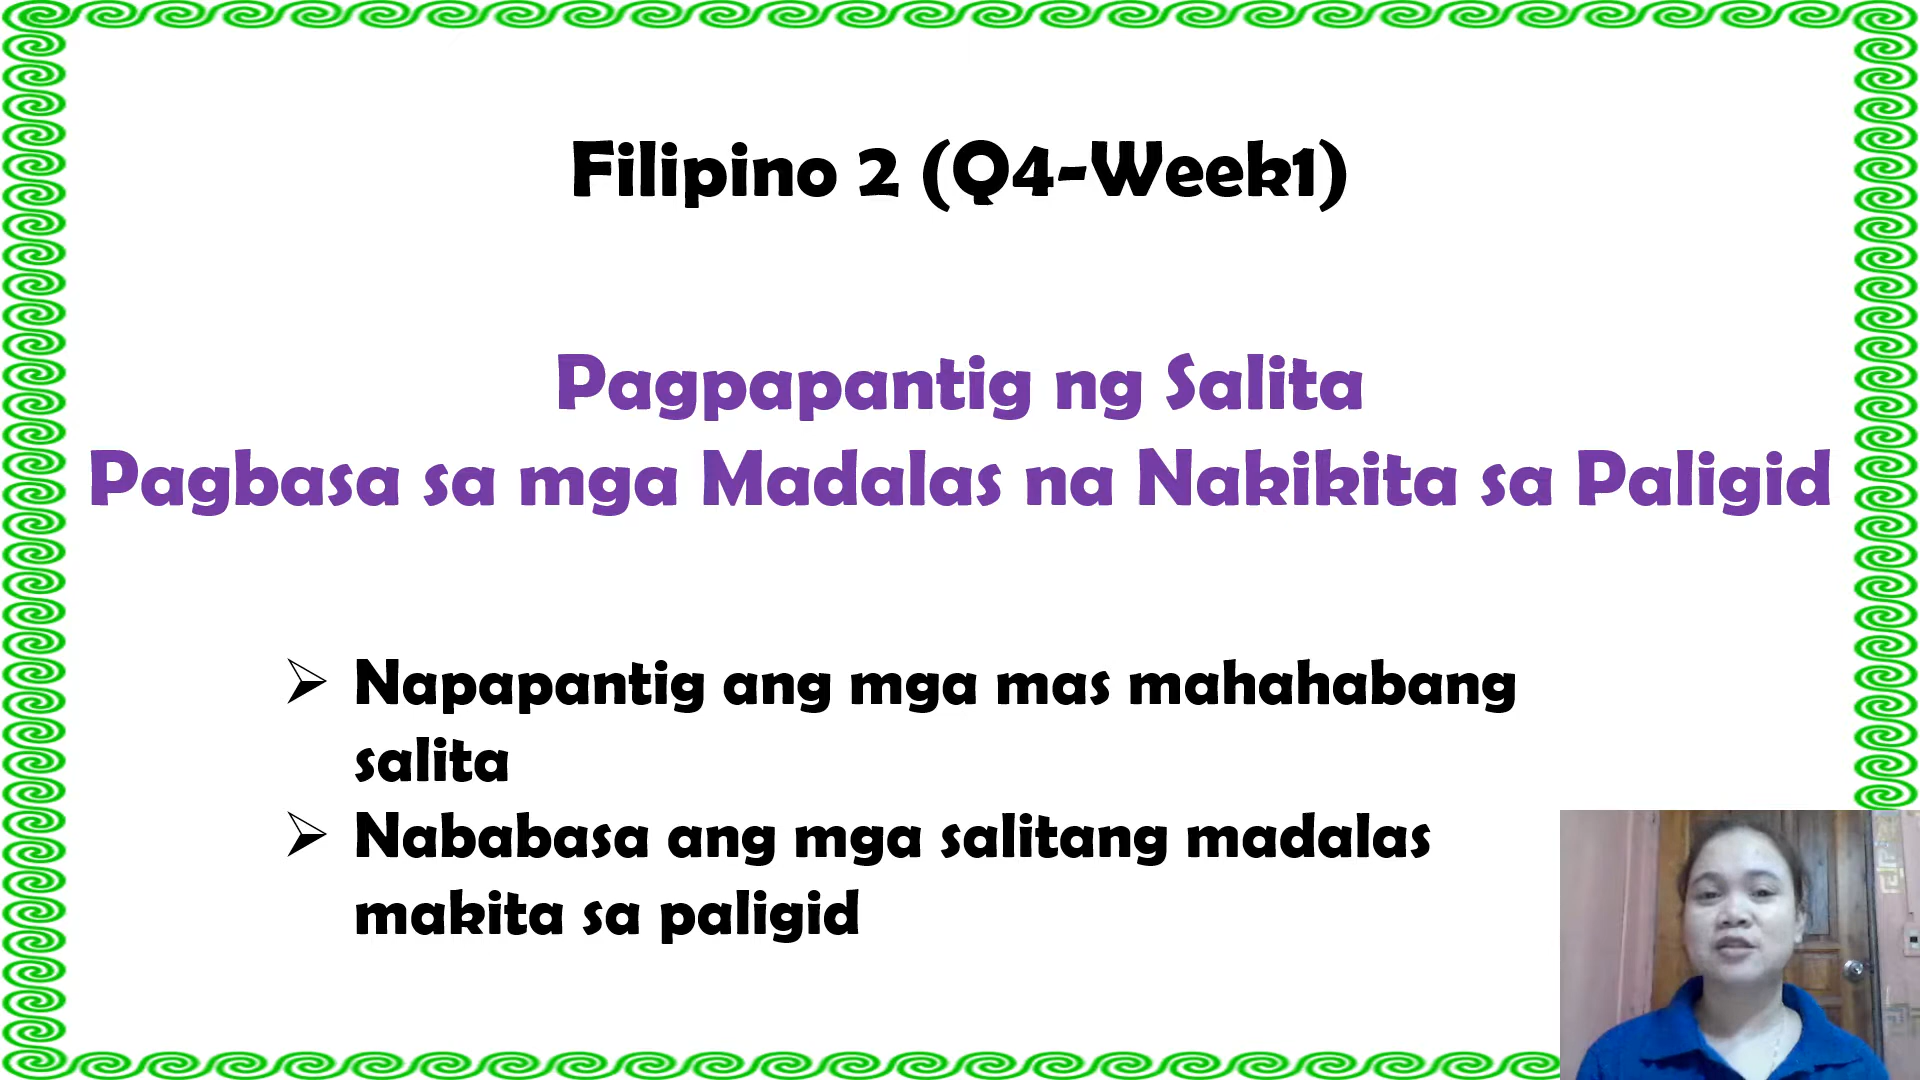 Filipino 2 (Q4-Week1)
Pagpapantig ng Salita
Pagbasa sa mga Madalas na Nakikita sa Paligid
➢ Napapantig ang mga mas mahahabang
salita
➢ Nababasa ang mga salitang madalas
makita sa paligid